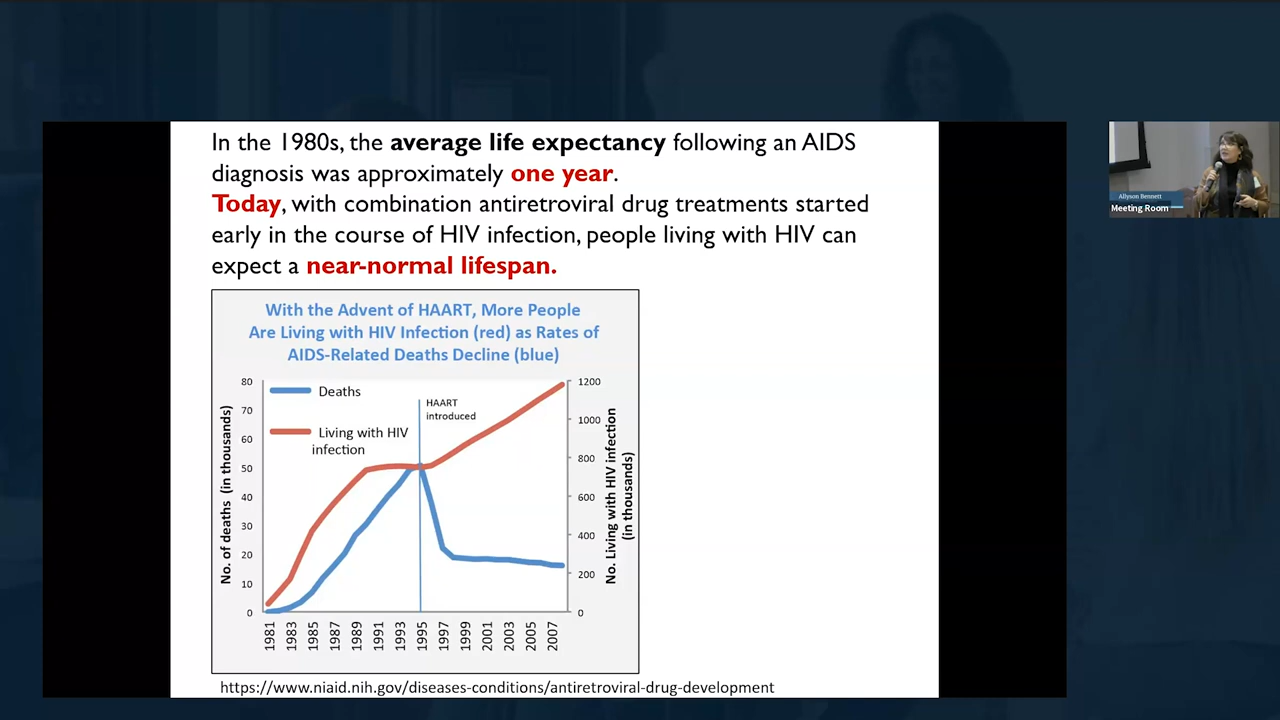 In the 1980s, the average life expectancy following an AIDS
diagnosis was approximately one year.
Today, with combination antiretroviral drug treatments started
early in the course of HIV infection, people living with HIV can
expect a near-normal lifespan.
With the Advent of HAART, More People
Are Living with HIV Infection (red) as Rates of
AIDS-Related Deaths Decline (blue)
Deaths
Living with HIV
infection
HAART
introduced
No. of deaths (in thousands)
80
70
60
50
40
30
20
10
0
1200
1000
800
600
400
200
0
No. Living with HIV infection
(in thousands)
1981
1983
1985
1987
1989
1991
1993
1995
1997
1999
2001
2003
2005
2007
https://www.niaid.nih.gov/diseases-conditions/antiretroviral-drug-development
Allyson Bennett
Meeting Room